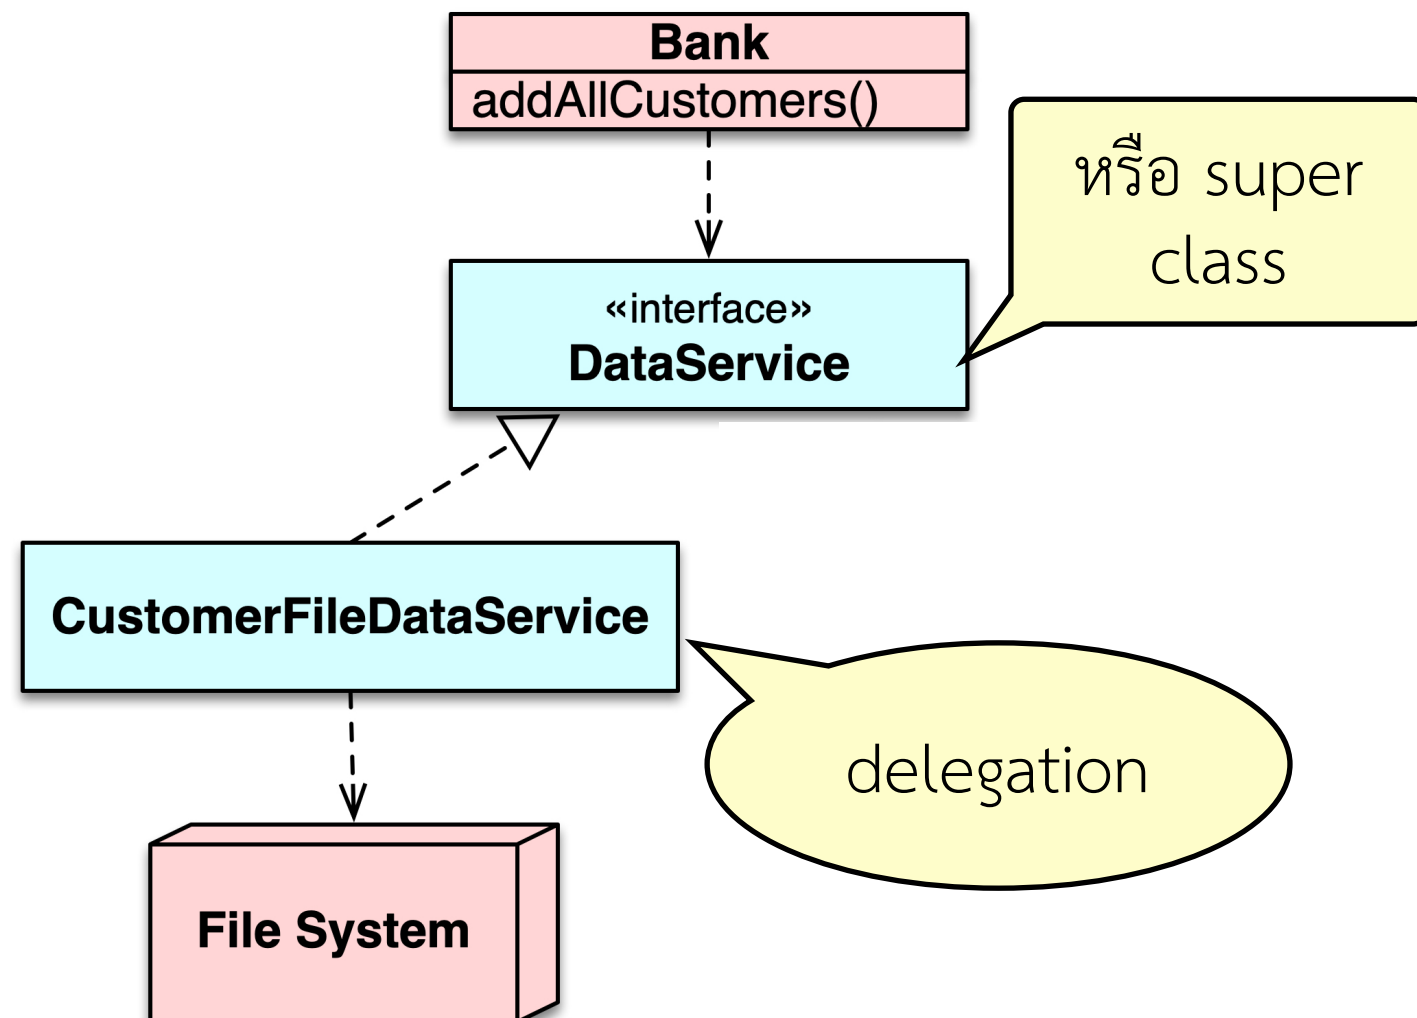 Bank
addAllCustomers()
หรือ super
class
«interface»
DataService
CustomerFileDataService
delegation
File System